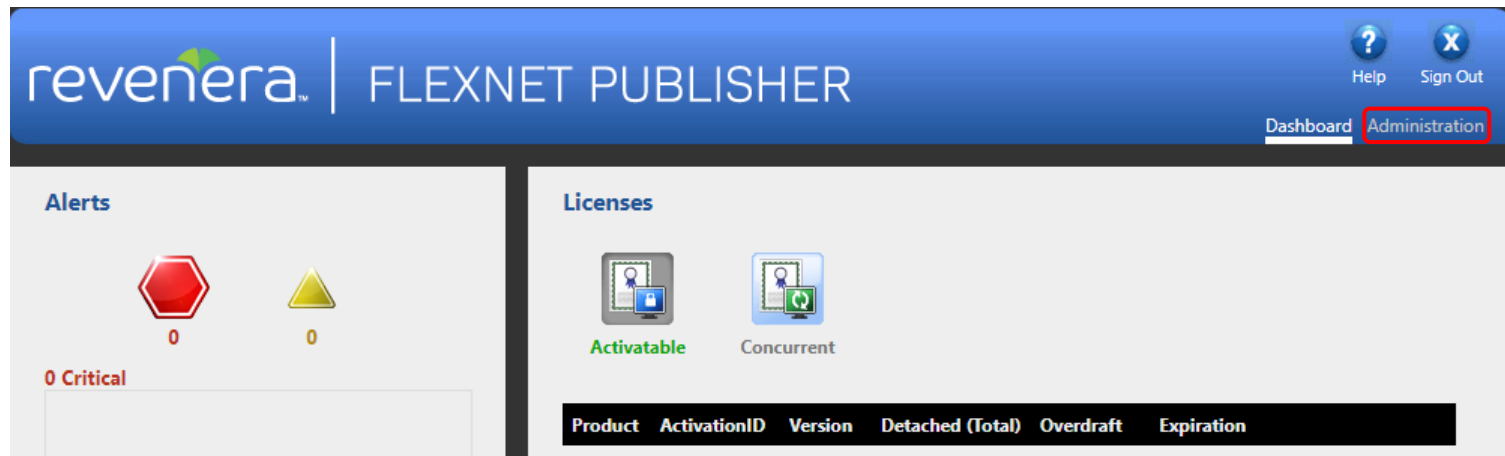 revenera™ FLEXNET PUBLISHER
? X
Help Sign Out
Dashboard Administration
Alerts
0 0
0 Critical
Licenses
Activatable Concurrent
Product ActivationID Version Detached (Total) Overdraft Expiration